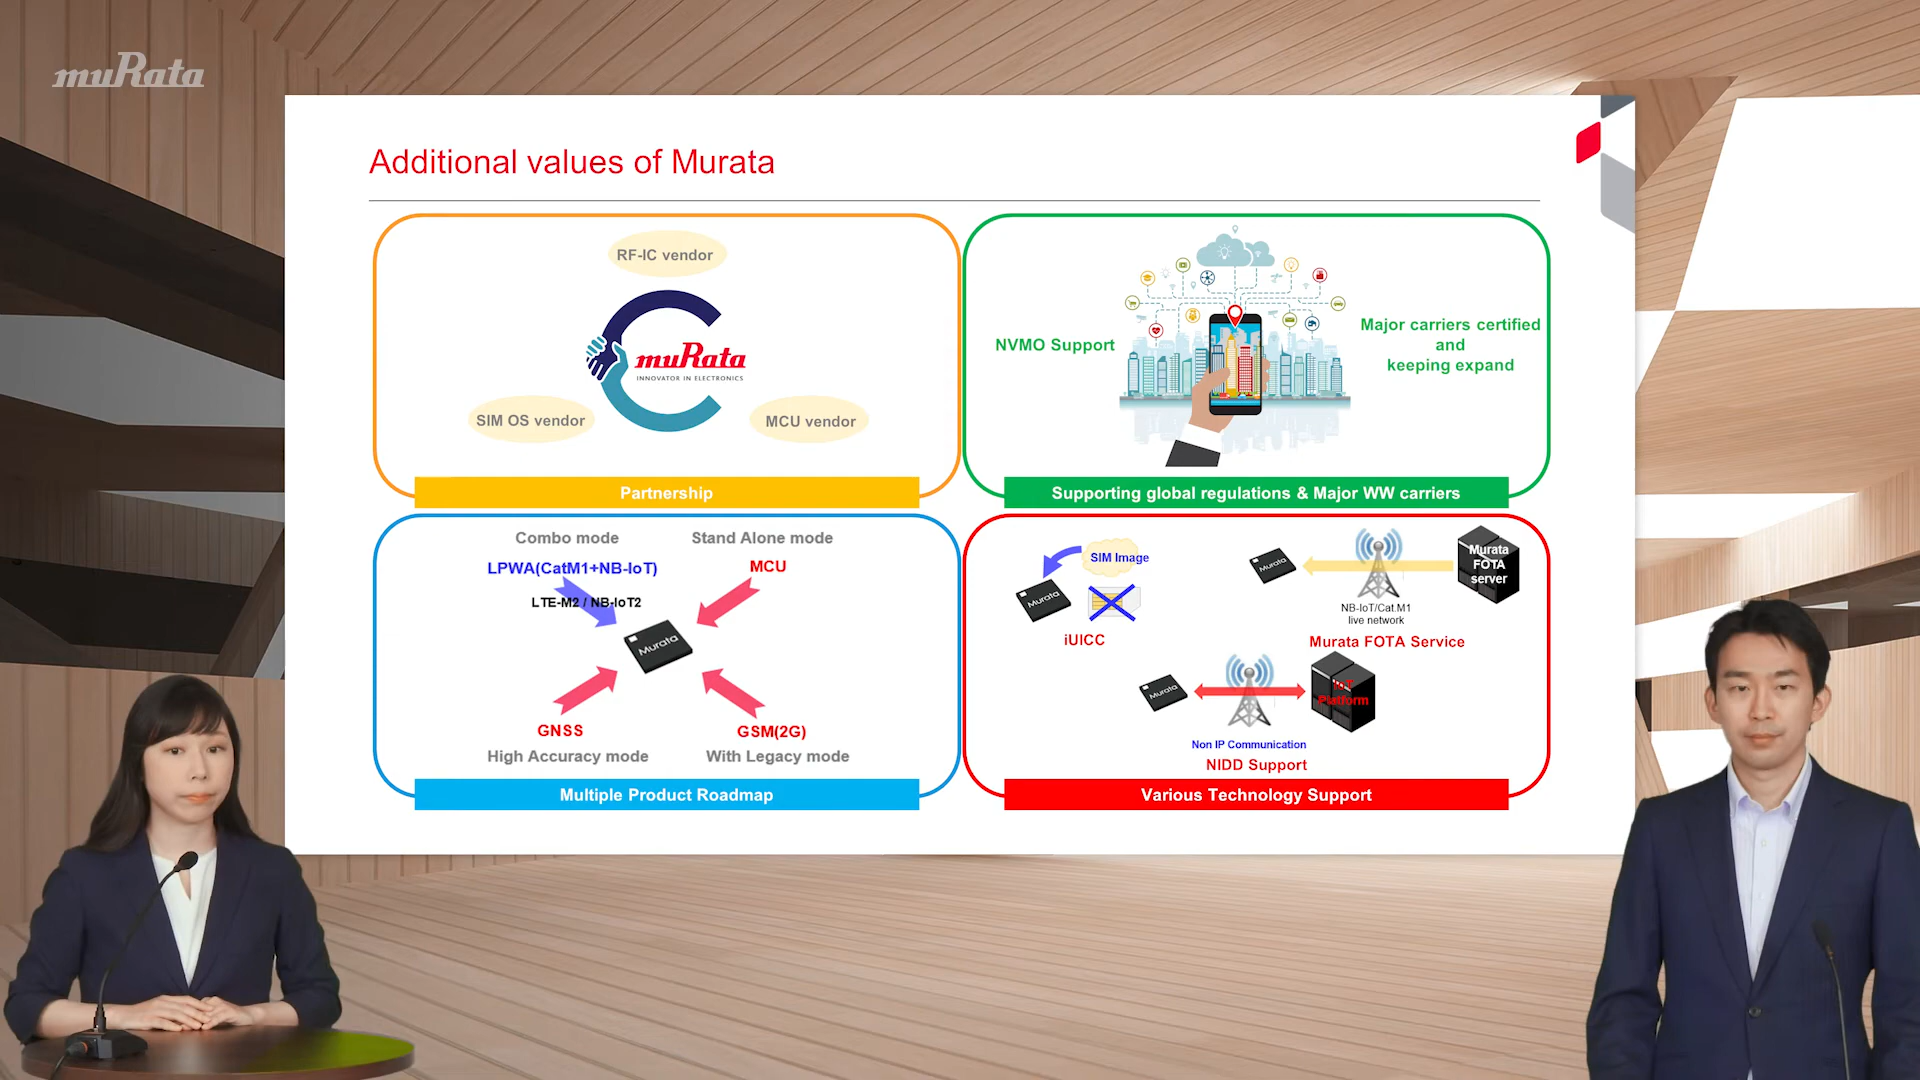 muRata
Additional values of Murata
RF-IC vendor
muRata
INNOVATOR IN ELECTRONICS
SIM OS vendor
MCU vendor
Partnership
NVMO Support
Major carriers certified
and
keeping expand
Supporting global regulations & Major WW carriers
Combo mode
LPWA(CatM1+NB-IoT)
LTE-M2 / NB-IoT2
Stand Alone mode
MCU
Murata
GNSS
High Accuracy mode
GSM(2G)
With Legacy mode
Multiple Product Roadmap
SIM Image
Murata
iUICC
Murata
Murata
FOTA
server
NB-IoT/Cat.M1
live network
Murata FOTA Service
Murata
IoT
Platform
Non IP Communication
NIDD Support
Various Technology Support